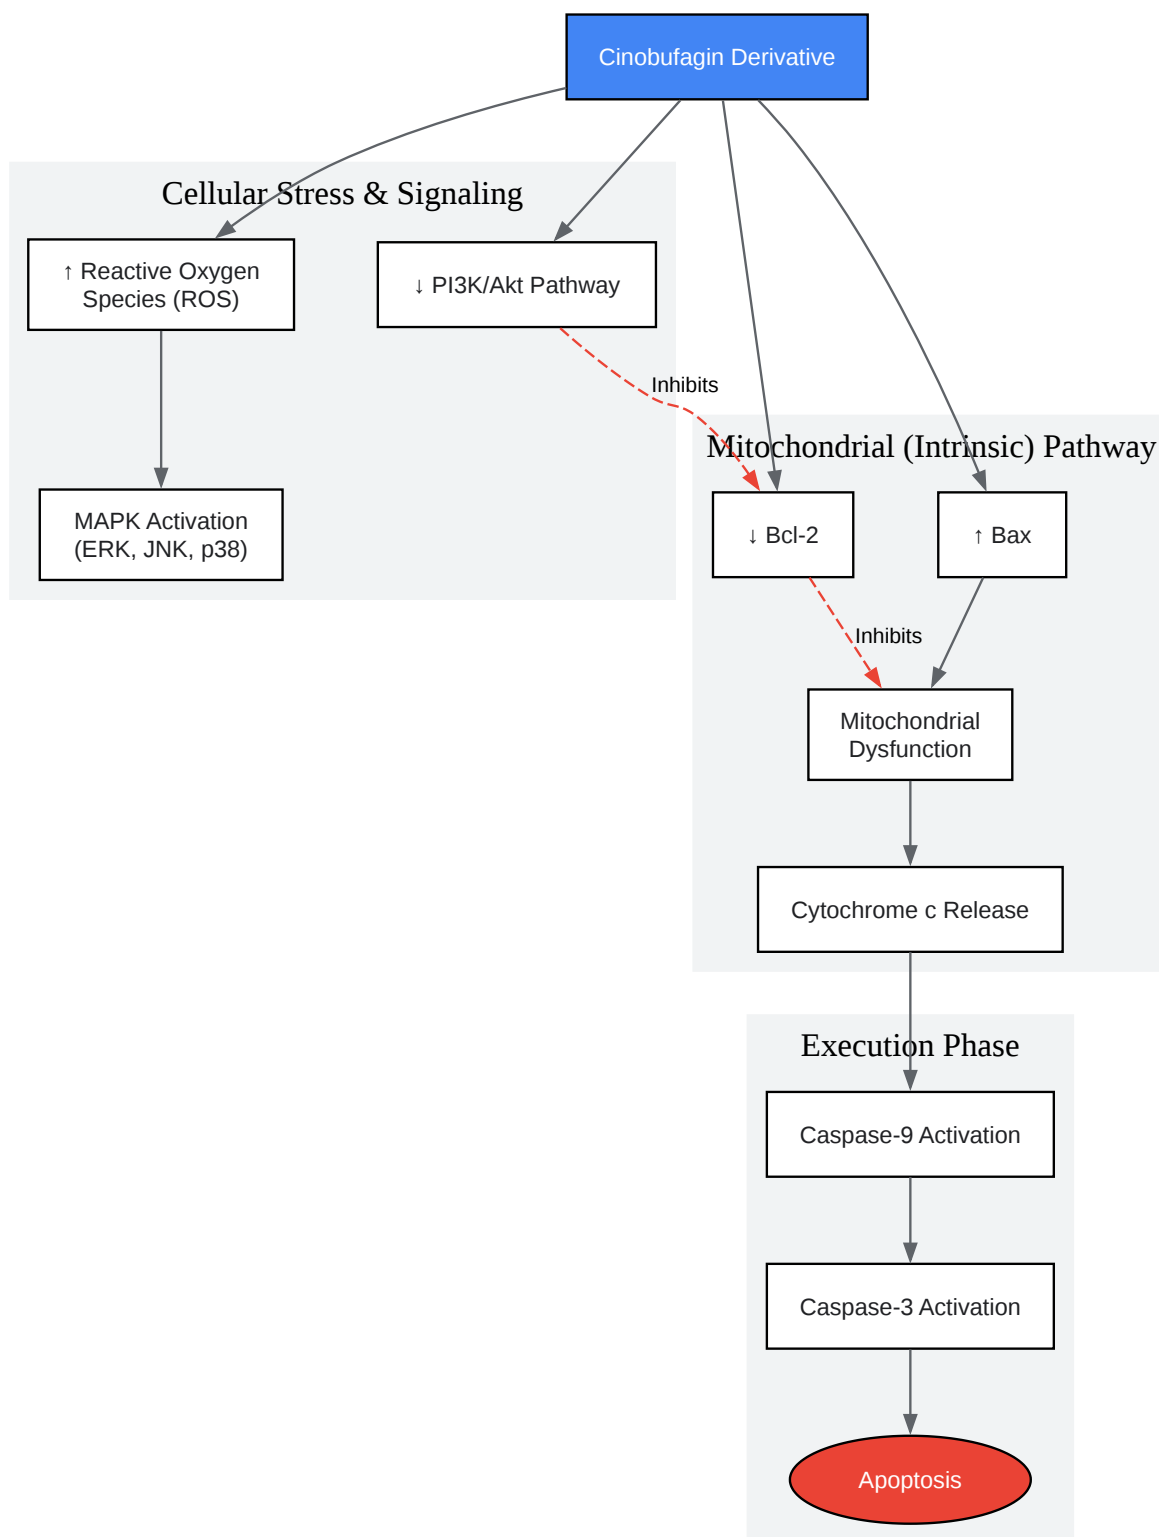 Cinobufagin Derivative
Cellular Stress & Signaling
↑ Reactive Oxygen
Species (ROS)
↓ PI3K/Akt Pathway
Inhibits
MAPK Activation
(ERK, JNK, p38)
Mitochondrial (Intrinsic) Pathway
↓ Bcl-2
↑ Bax
Inhibits
Mitochondrial
Dysfunction
Cytochrome c Release
Execution Phase
Caspase-9 Activation
Caspase-3 Activation
Apoptosis